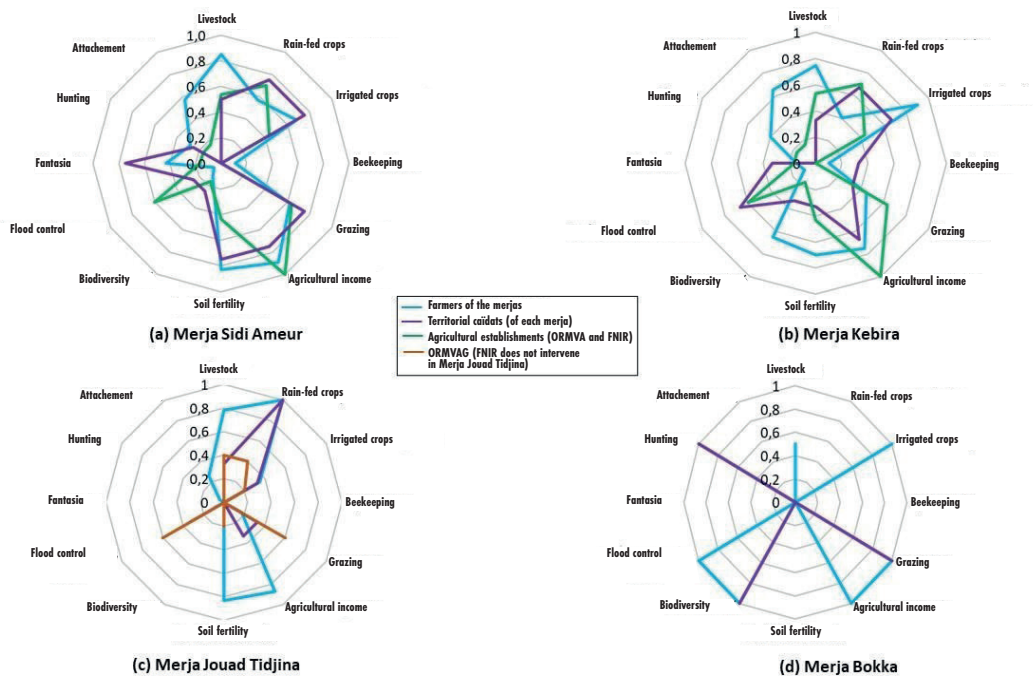 Livestock
1,0
0,8
0,6
0,4
0,2
0,0
Rain-fed crops
Irrigated crops
Beekeeping
Grazing
Agricultural income
Soil fertility
Biodiversity
Flood control
Fantasia
Hunting
Attachement
(a) Merja Sidi Ameur
Livestock
1
0,8
0,6
0,4
0,2
0
Rain-fed crops
Irrigated crops
Beekeeping
Grazing
Agricultural income
Soil fertility
Biodiversity
Flood control
Fantasia
Hunting
Attachement
(b) Merja Kebira
Farmers of the merjas
Territorial caïdats (of each merja)
Agricultural establishments (ORMVA and FNIR)
ORMVAG (FNIR does not intervene
in Merja Jouad Tidjina)
Livestock
1
0,8
0,6
0,4
0,2
0
Rain-fed crops
Irrigated crops
Beekeeping
Grazing
Agricultural income
Soil fertility
Biodiversity
Flood control
Fantasia
Hunting
Attachement
(c) Merja Jouad Tidjina
Livestock
1
0,8
0,6
0,4
0,2
0
Rain-fed crops
Irrigated crops
Beekeeping
Grazing
Agricultural income
Soil fertility
Biodiversity
Flood control
Fantasia
Hunting
Attachement
(d) Merja Bokka